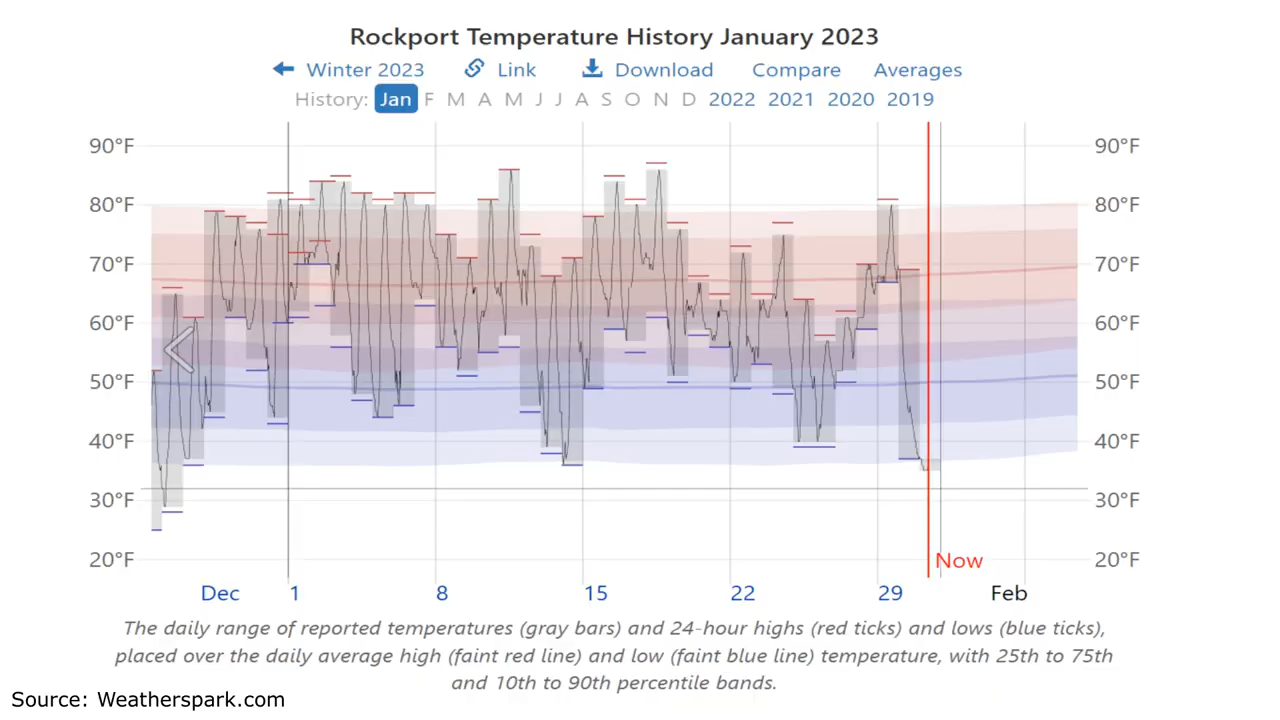 Rockport Temperature History January 2023
Winter 2023 Link Download Compare Averages
History: Jan F M A M J J A S O N D 2022 2021 2020 2019
90°F 90°F
80°F 80°F
70°F 70°F
60°F 60°F
50°F 50°F
40°F 40°F
30°F 30°F
20°F 20°F
Now
Dec 1 8 15 22 29 Feb
The daily range of reported temperatures (gray bars) and 24-hour highs (red ticks) and lows (blue ticks),
placed over the daily average high (faint red line) and low (faint blue line) temperature, with 25th to 75th
and 10th to 90th percentile bands.
Source: Weatherspark.com